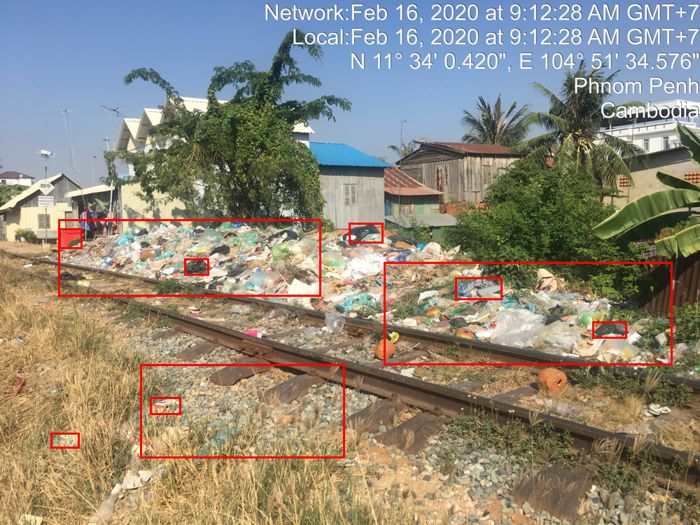 Network:Feb 16, 2020 at 9:12:28 AM GMT+7
Local:Feb 16, 2020 at 9:12:28 AM GMT+7
N 11° 34' 0.420", E 104° 51' 34.576"
Phnom Penh
Cambodia